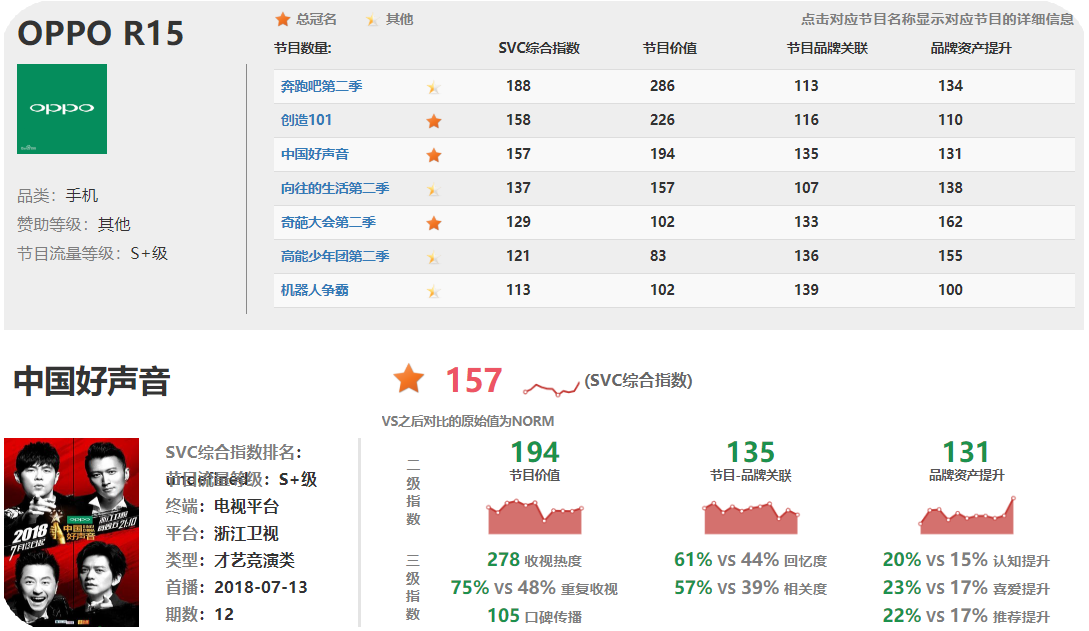 OPPO R15
oppo
品类：手机
赞助等级：其他
节目流量等级：S+级
总冠名 其他 点击对应节目名称显示对应节目的详细信息
节目数量: SVC综合指数 节目价值 节目品牌关联 品牌资产提升
奔跑吧第二季 188 286 113 134
创造101 158 226 116 110
中国好声音 157 194 135 131
向往的生活第二季 137 157 107 138
奇葩大会第二季 129 102 133 162
高能少年团第二季 121 83 136 155
机器人争霸 113 102 139 100
中国好声音
157 (SVC综合指数)
VS之后对比的原始值为NORM
oppo
2018
中国好声音
SVC综合指数排名:
undefined
节目流量等级：S+级
终端：电视平台
平台：浙江卫视
类型：才艺竞演类
首播：2018-07-13
期数：12
二级指数
194 135 131
节目价值 节目-品牌关联 品牌资产提升
三级指数
278 收视热度 61% VS 44% 回忆度 20% VS 15% 认知提升
75% VS 48% 重复收视 57% VS 39% 相关度 23% VS 17% 喜爱提升
105 口碑传播 22% VS 17% 推荐提升